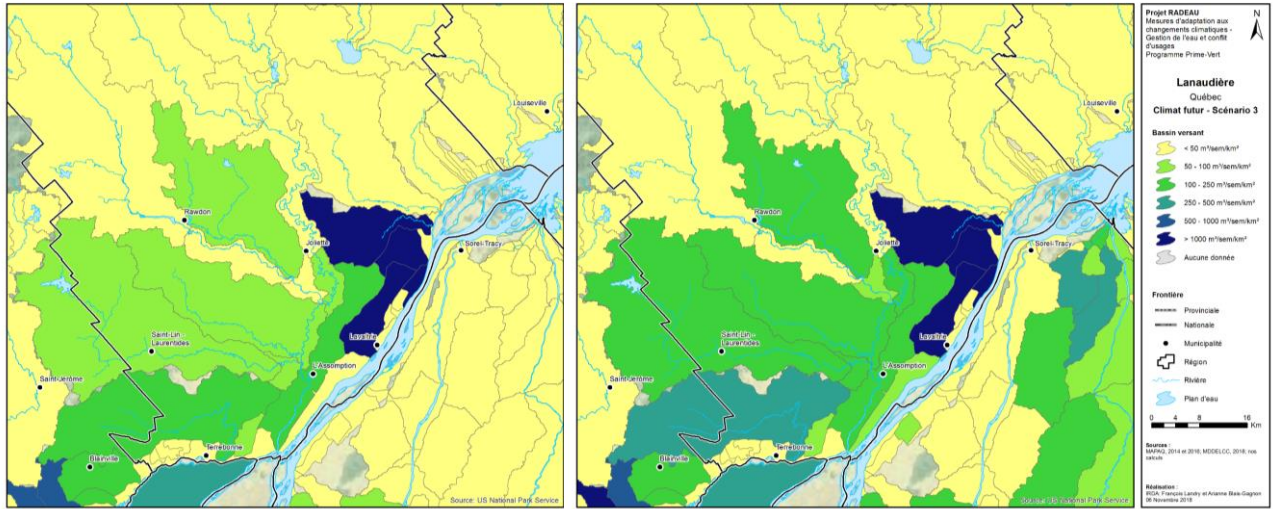 Louiseville
Rawdon
Joliette
Sorel-Tracy
Saint-Lin -
Laurentides
Lavaltrie
L'Assomption
Saint-Jérôme
Terrebonne
Blainville
Source: US National Park Service
Louiseville
Rawdon
Joliette
Sorel-Tracy
Saint-Lin -
Laurentides
Lavaltrie
L'Assomption
Saint-Jérôme
Terrebonne
Blainville
Source: US National Park Service
Projet RADEAU
Mesures d'adaptation aux
changements climatiques -
Gestion de l'eau et conflit
d'usages
Programme Prime-Vert
N
Lanaudière
Québec
Climat futur - Scénario 3
Bassin versant
< 50 m³/sem/km²
50 - 100 m³/sem/km²
100 - 250 m³/sem/km²
250 - 500 m³/sem/km²
500 - 1000 m³/sem/km²
> 1000 m³/sem/km²
Aucune donnée
Frontière
Provinciale
Nationale
Municipalité
Région
Rivière
Plan d'eau
0 4 8 16
Km
Sources :
MAPAQ, 2014 et 2016; MDDELCC, 2016; nos
calculs
Réalisation :
IRDA: François Landry et Arianne Blais-Gagnon
06 Novembre 2018